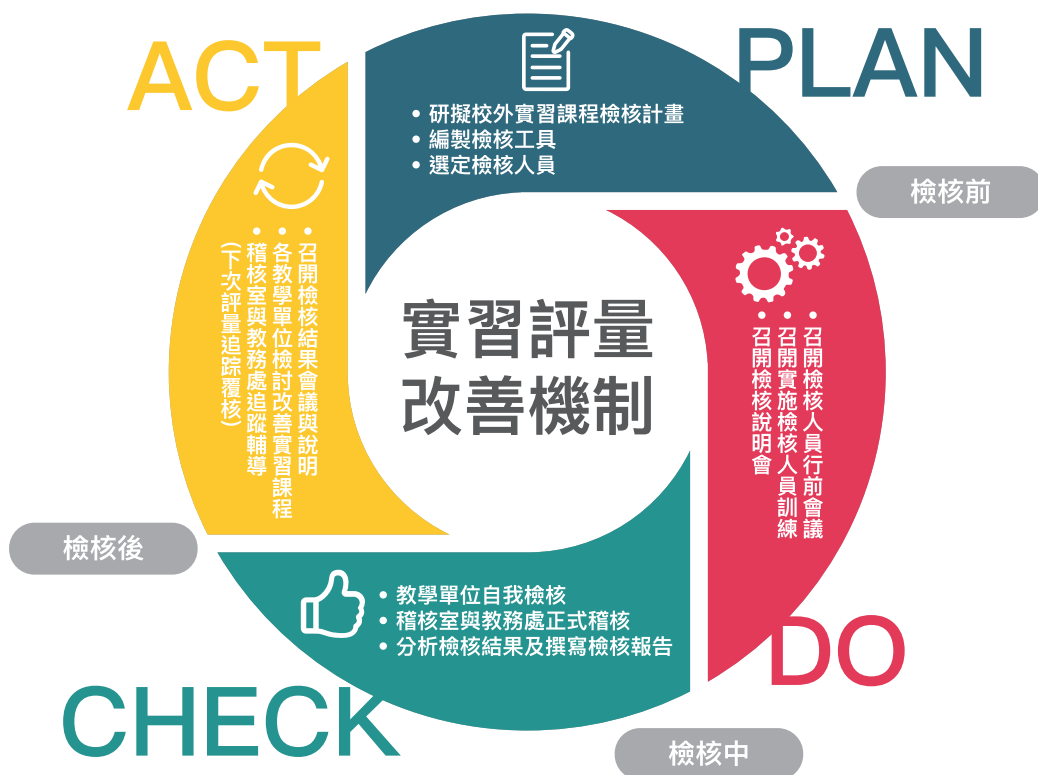 PLAN
• 研擬校外實習課程檢核計畫
• 編製檢核工具
• 選定檢核人員
檢核前
DO
• 召開檢核人員行前會議
• 召開實施檢核人員訓練
• 召開檢核說明會
檢核中
CHECK
• 教學單位自我檢核
• 稽核室與教務處正式稽核
• 分析檢核結果及撰寫檢核報告
檢核後
ACT
• 召開檢核結果會議與說明
• 各教學單位檢討改善實習課程
• 稽核室與教務處追蹤輔導
(下次評量追踪覆核)
實習評量
改善機制